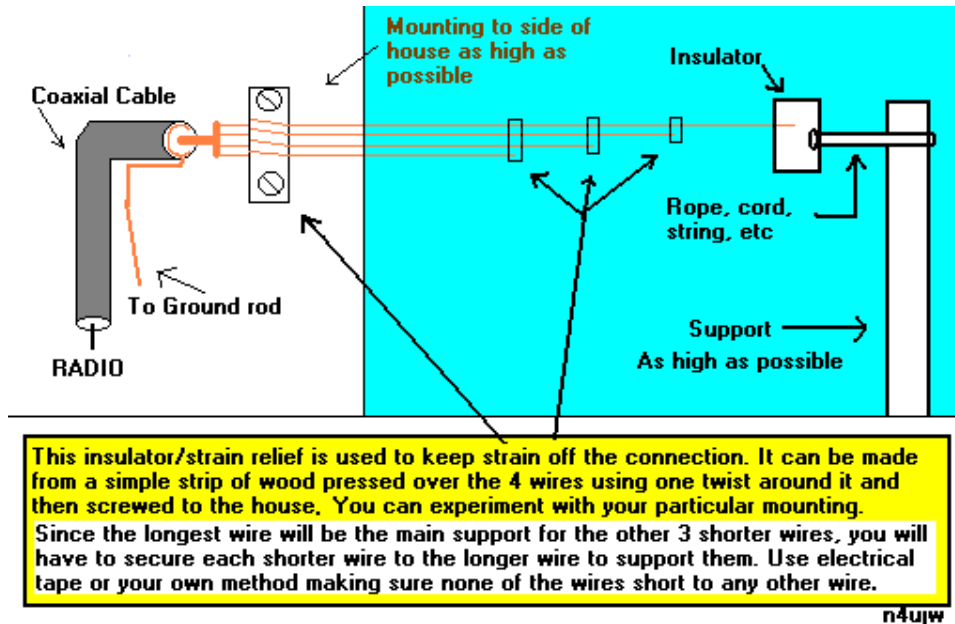 Mounting to side of
house as high as
possible
Insulator
Coaxial Cable
Rope, cord,
string, etc
To Ground rod
Support
As high as possible
RADIO
This insulator/strain relief is used to keep strain off the connection. It can be made
from a simple strip of wood pressed over the 4 wires using one twist around it and
then screwed to the house, You can experiment with your particular mounting.
Since the longest wire will be the main support for the other 3 shorter wires, you will
have to secure each shorter wire to the longer wire to support them. Use electrical
tape or your own method making sure none of the wires short to any other wire.
n4ujw